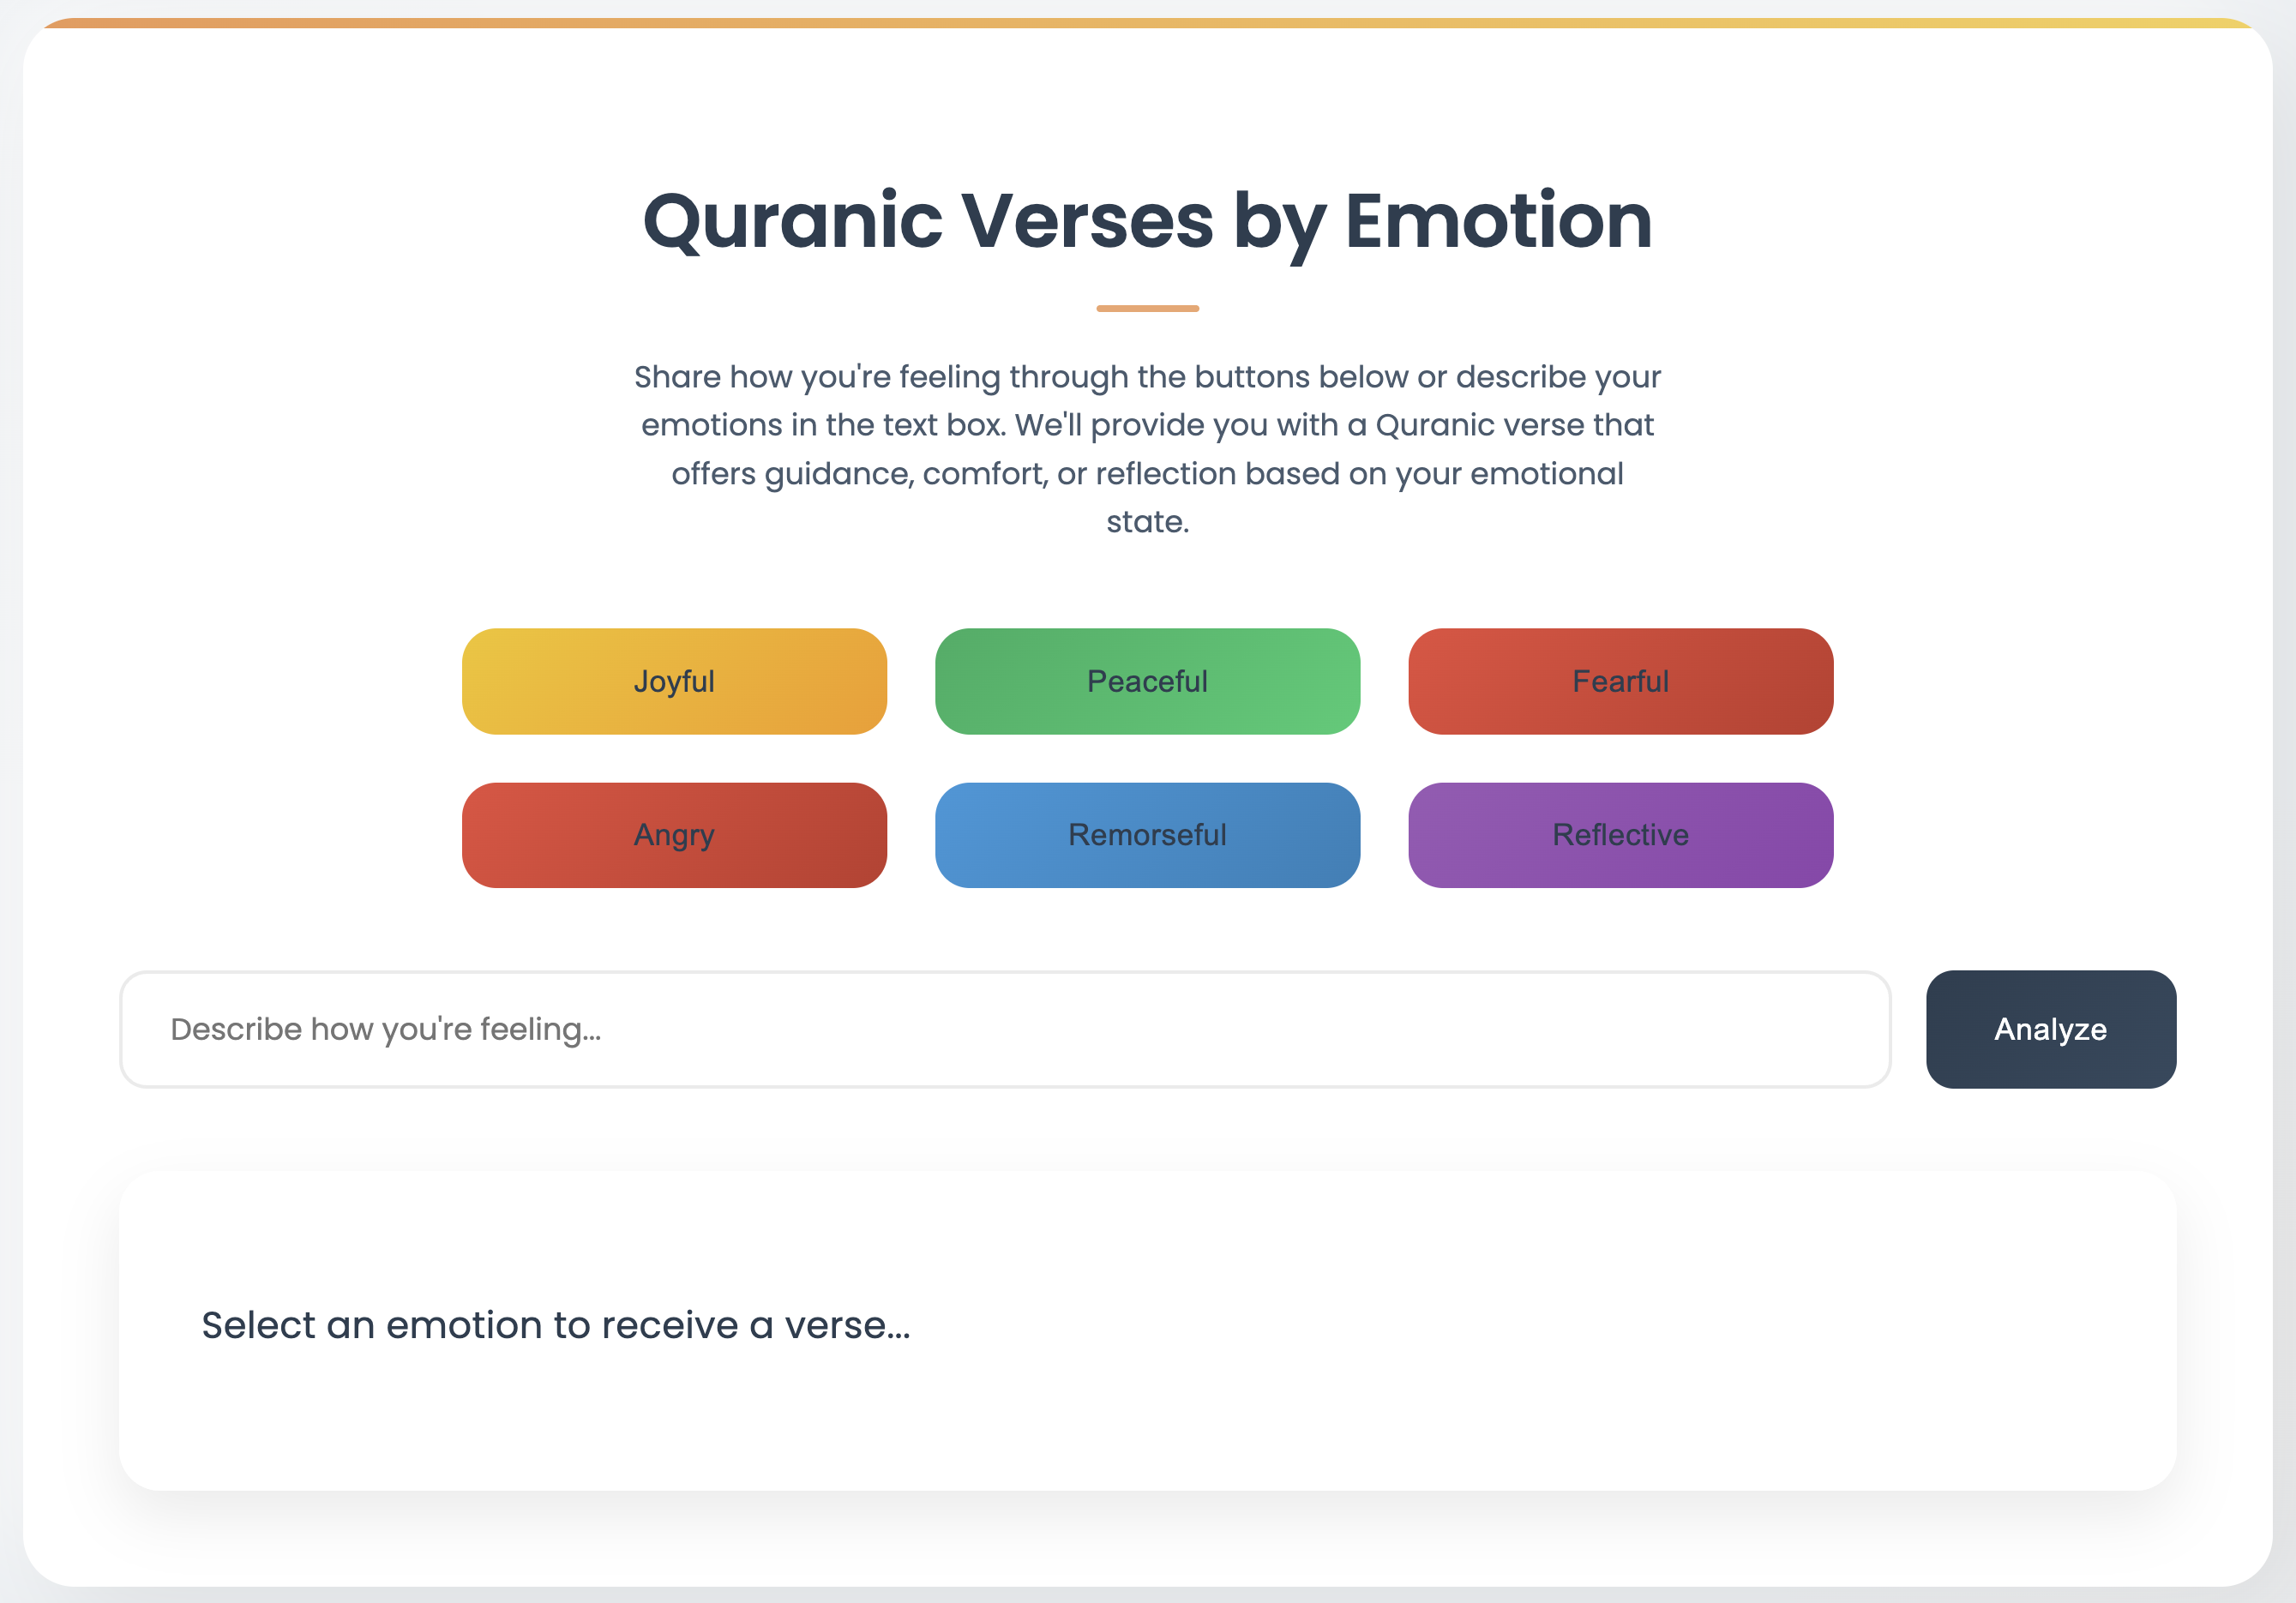 Quranic Verses by Emotion
Share how you're feeling through the buttons below or describe your
emotions in the text box. We'll provide you with a Quranic verse that
offers guidance, comfort, or reflection based on your emotional
state.
Joyful
Peaceful
Fearful
Angry
Remorseful
Reflective
Describe how you're feeling...
Analyze
Select an emotion to receive a verse...